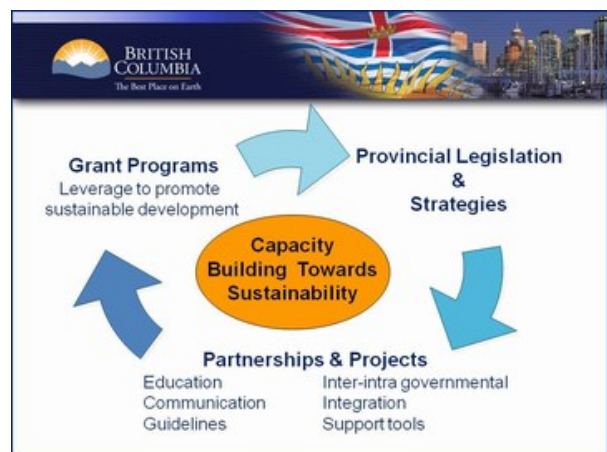 BRITISH
COLUMBIA
The Best Place on Earth
Grant Programs
Leverage to promote
sustainable development
Provincial Legislation
&
Strategies
Capacity
Building Towards
Sustainability
Partnerships & Projects
Education
Communication
Guidelines
Inter-intra governmental
Integration
Support tools